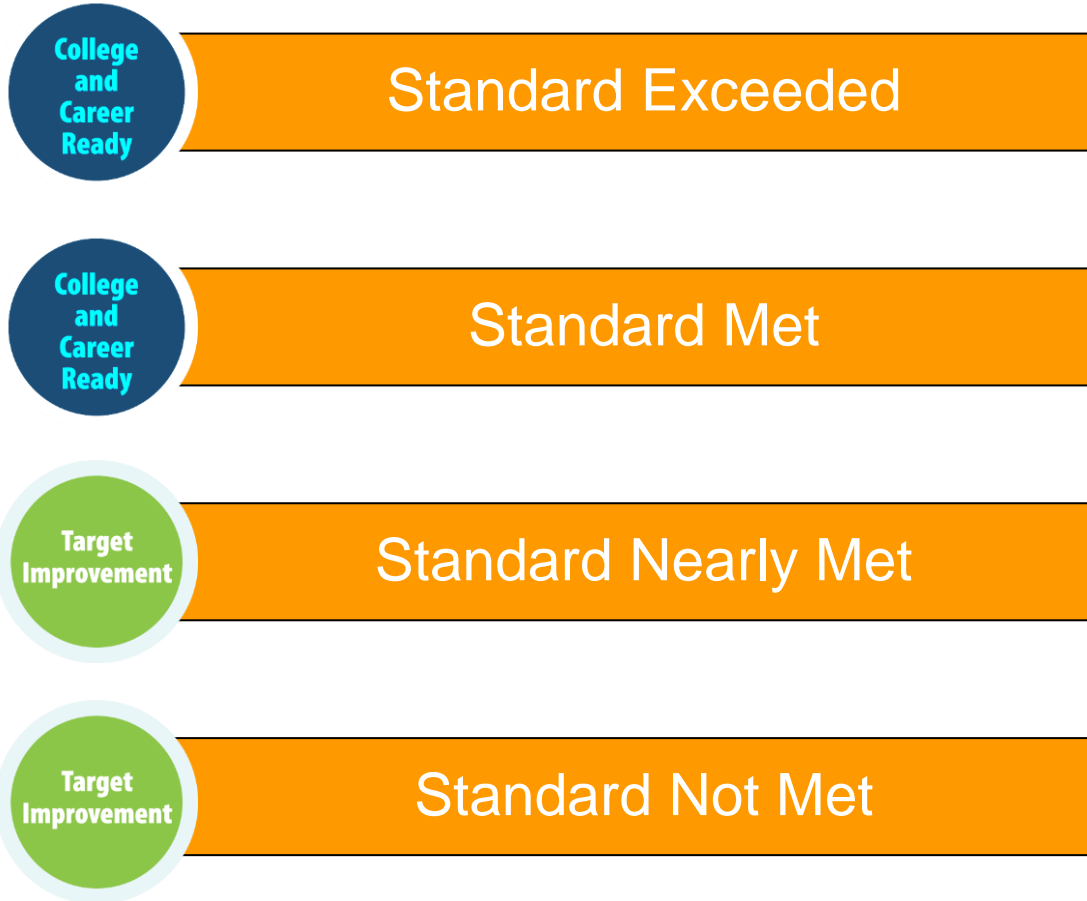 College
and
Career
Ready
Standard Exceeded
College
and
Career
Ready
Standard Met
Target
Improvement
Standard Nearly Met
Target
Improvement
Standard Not Met